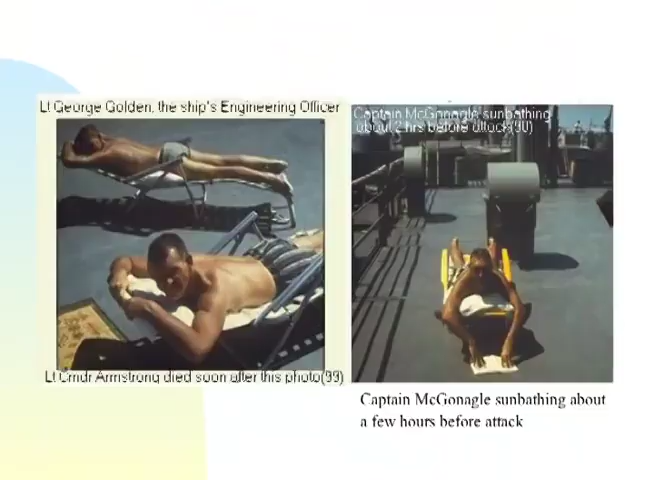 Lt George Golden, the ship's Engineering Officer
Captain McGonagle sunbathing
about 2 hrs before attack(90)
Lt Cmdr Armstrong died soon after this photo(99)
Captain McGonagle sunbathing about
a few hours before attack